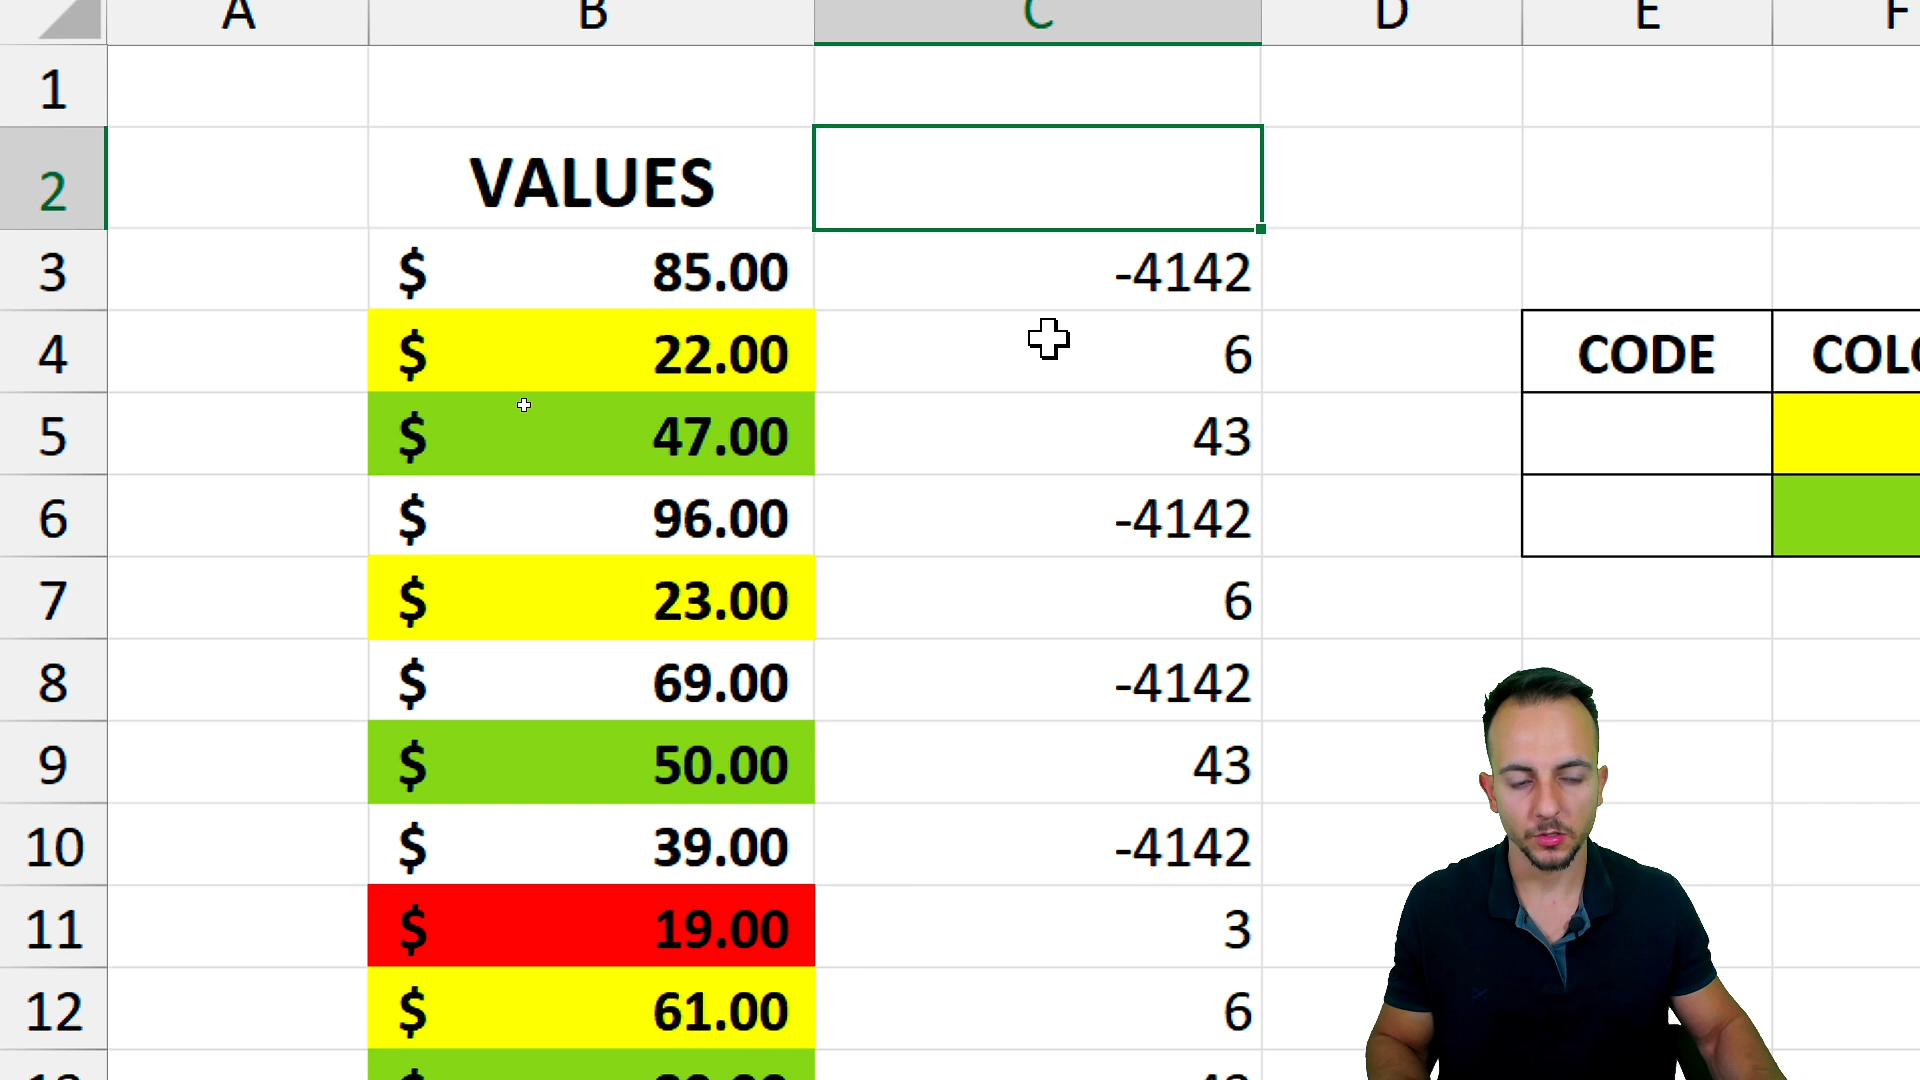 A B C D E F
1
2 VALUES
3 $ 85.00 -4142
4 $ 22.00 6 CODE COLO
5 $ 47.00 43
6 $ 96.00 -4142
7 $ 23.00 6
8 $ 69.00 -4142
9 $ 50.00 43
10 $ 39.00 -4142
11 $ 19.00 3
12 $ 61.00 6